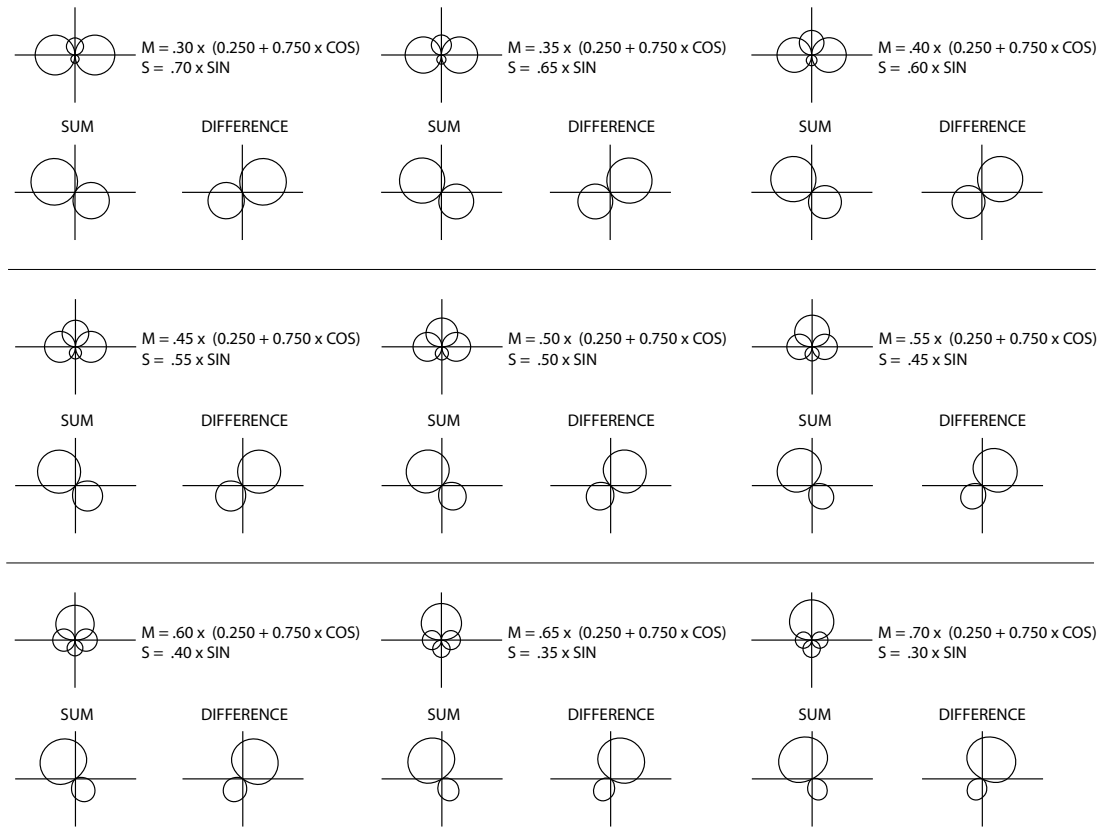 M = .30 x (0.250 + 0.750 x COS)
S = .70 x SIN
M = .35 x (0.250 + 0.750 x COS)
S = .65 x SIN
M = .40 x (0.250 + 0.750 x COS)
S = .60 x SIN
SUM DIFFERENCE
SUM DIFFERENCE
SUM DIFFERENCE
M = .45 x (0.250 + 0.750 x COS)
S = .55 x SIN
M = .50 x (0.250 + 0.750 x COS)
S = .50 x SIN
M = .55 x (0.250 + 0.750 x COS)
S = .45 x SIN
SUM DIFFERENCE
SUM DIFFERENCE
SUM DIFFERENCE
M = .60 x (0.250 + 0.750 x COS)
S = .40 x SIN
M = .65 x (0.250 + 0.750 x COS)
S = .35 x SIN
M = .70 x (0.250 + 0.750 x COS)
S = .30 x SIN
SUM DIFFERENCE
SUM DIFFERENCE
SUM DIFFERENCE